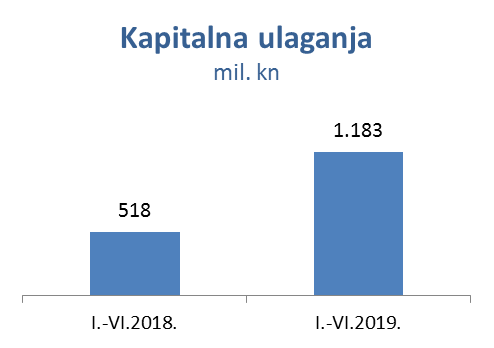 Kapitalna ulaganja
mil. kn
1.183
518
I.-VI.2018.
I.-VI.2019.